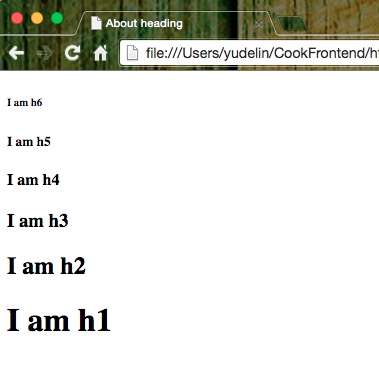 About heading
file:///Users/yudelin/CookFrontend/h
I am h6
I am h5
I am h4
I am h3
I am h2
I am h1